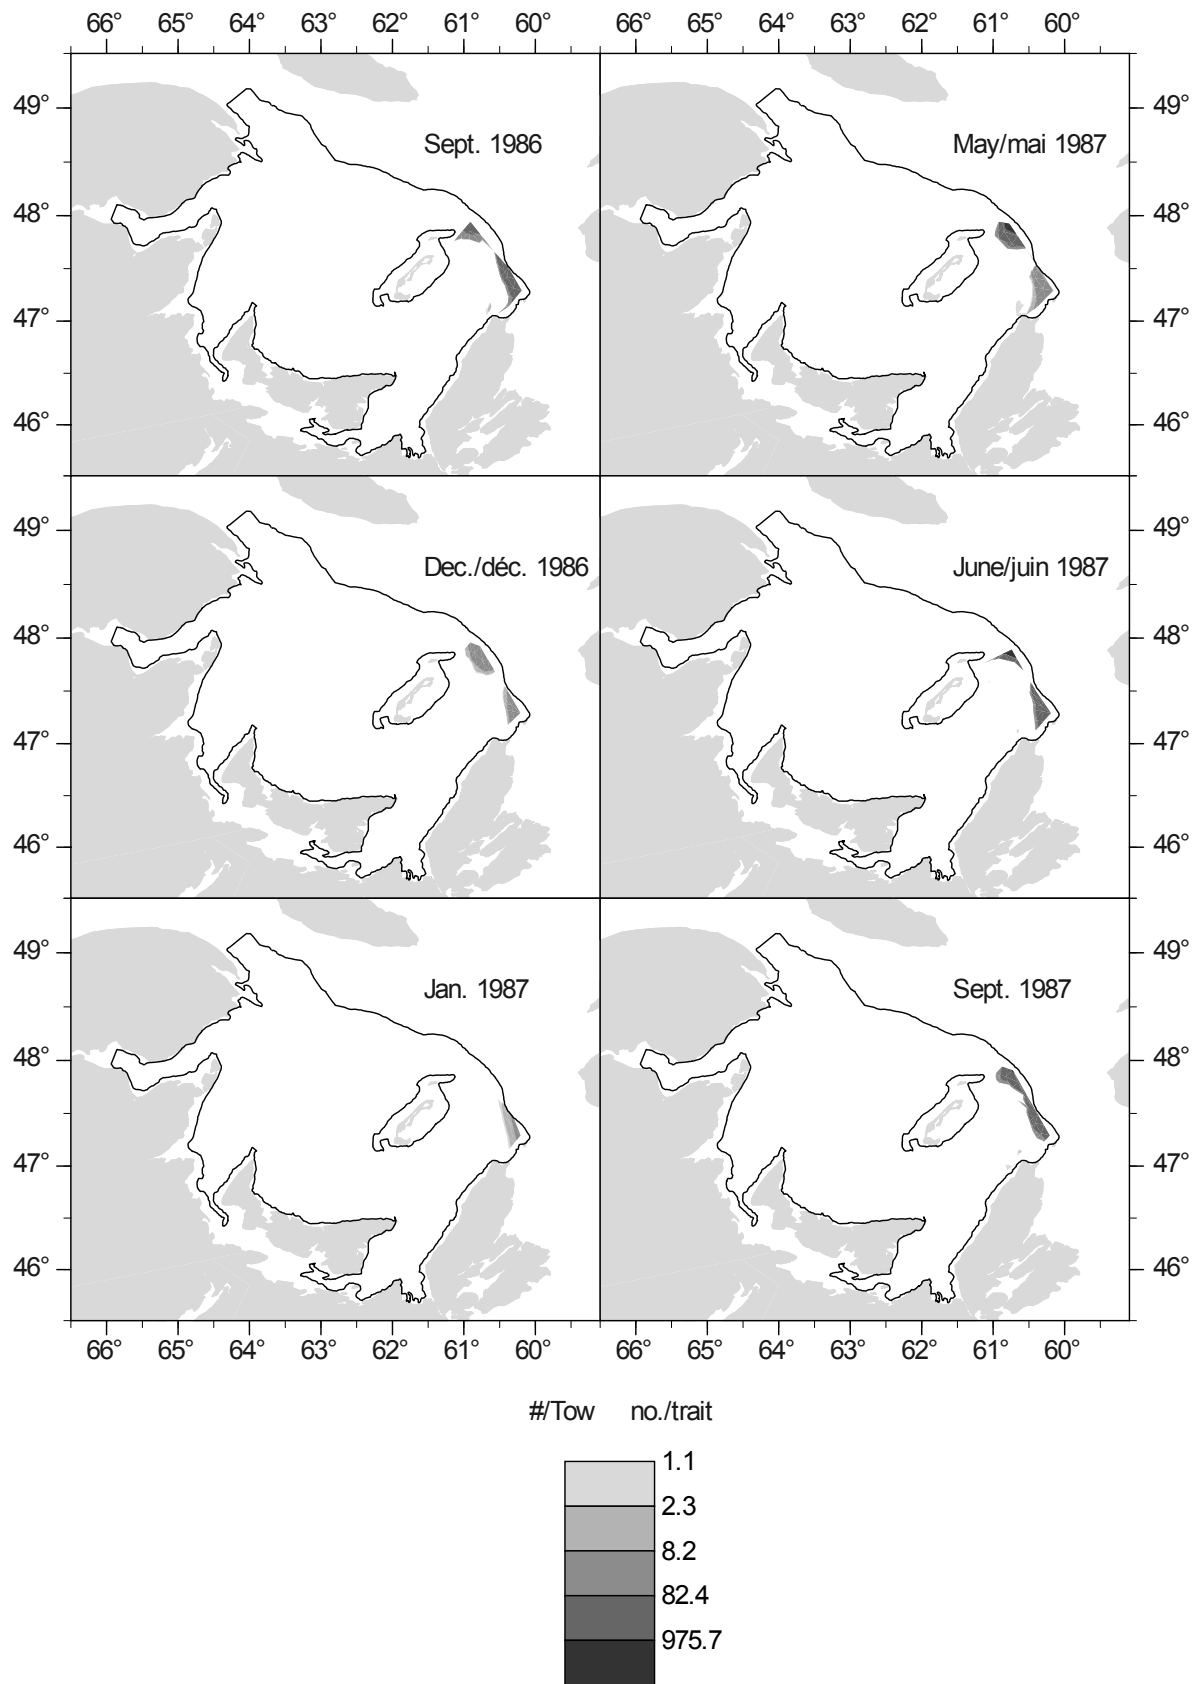 66° 65° 64° 63° 62° 61° 60° 66° 65° 64° 63° 62° 61° 60°
49° 49°
Sept. 1986 May/mai 1987
48° 48°
47° 47°
46° 46°
49° 49°
Dec./déc. 1986 June/juin 1987
48° 48°
47° 47°
46° 46°
49° 49°
Jan. 1987 Sept. 1987
48° 48°
47° 47°
46° 46°
66° 65° 64° 63° 62° 61° 60° 66° 65° 64° 63° 62° 61° 60°
#/Tow no./trait
1.1
2.3
8.2
82.4
975.7